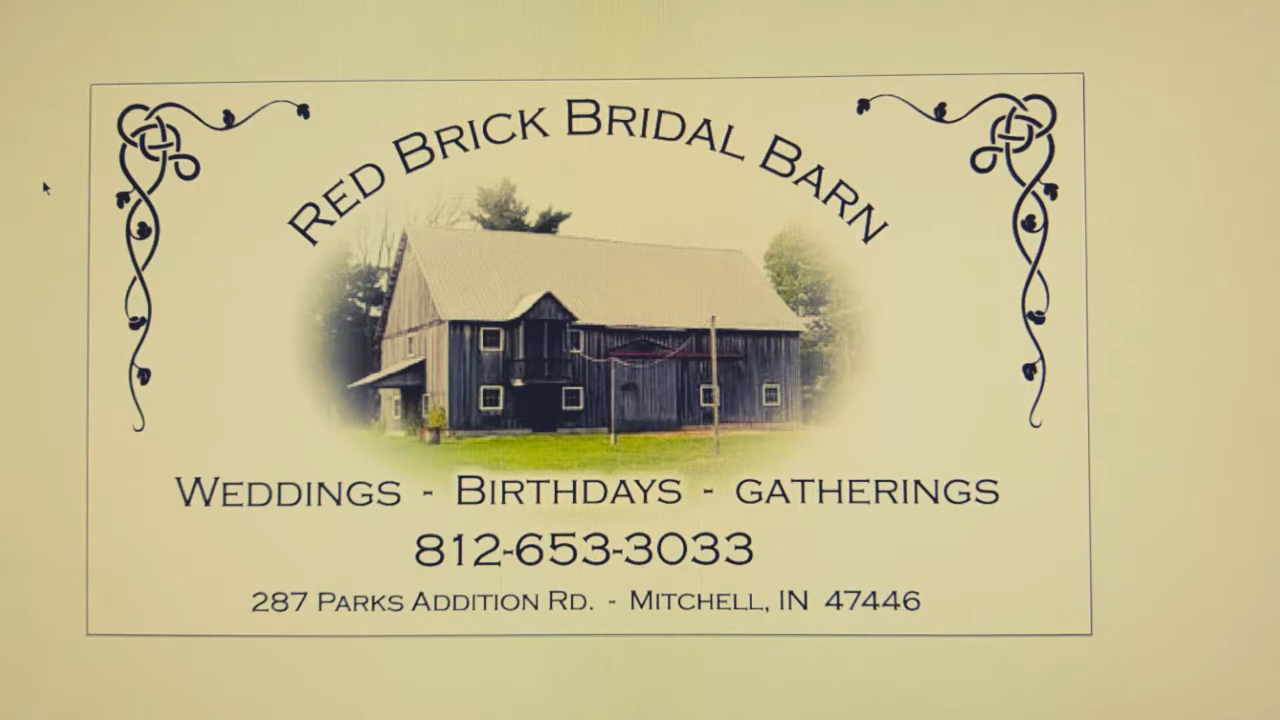 RED BRICK BRIDAL BARN
WEDDINGS - BIRTHDAYS - GATHERINGS
812-653-3033
287 PARKS ADDITION RD. - MITCHELL, IN 47446